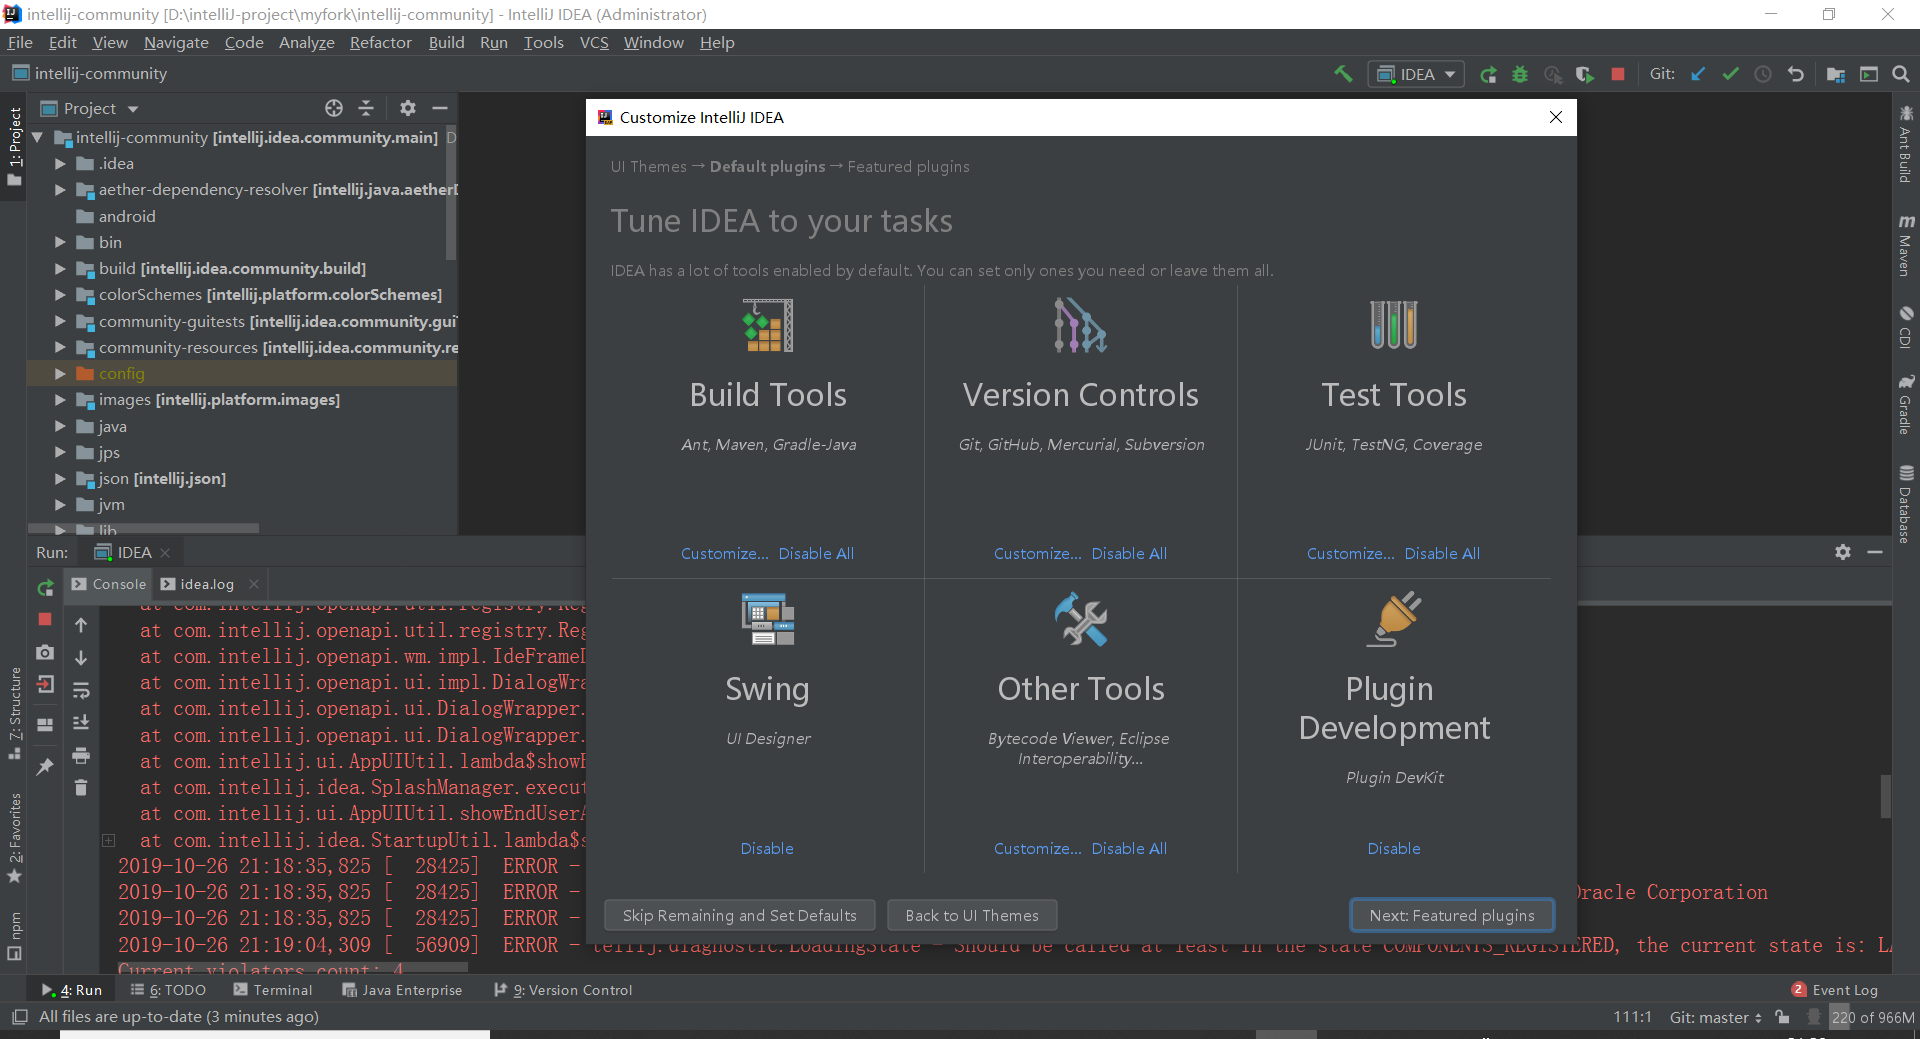 intellij-community [D:\intelliJ-project\myfork\intellij-community] - IntelliJ IDEA (Administrator)
File Edit View Navigate Code Analyze Refactor Build Run Tools VCS Window Help
intellij-community
IDEA
Git:
1: Project
Project
intellij-community [intellij.idea.community.main] D
.idea
aether-dependency-resolver [intellij.java.aetherD
android
bin
build [intellij.idea.community.build]
colorSchemes [intellij.platform.colorSchemes]
community-guitests [intellij.idea.community.guiT
community-resources [intellij.idea.community.re
config
images [intellij.platform.images]
java
jps
json [intellij.json]
jvm
lib
Customize IntelliJ IDEA
UI Themes → Default plugins → Featured plugins
Tune IDEA to your tasks
IDEA has a lot of tools enabled by default. You can set only ones you need or leave them all.
Build Tools
Ant, Maven, Gradle-Java
Customize... Disable All
Version Controls
Git, GitHub, Mercurial, Subversion
Customize... Disable All
Test Tools
JUnit, TestNG, Coverage
Customize... Disable All
Swing
UI Designer
Disable
Other Tools
Bytecode Viewer, Eclipse
Interoperability...
Customize... Disable All
Plugin
Development
Plugin DevKit
Disable
Skip Remaining and Set Defaults
Back to UI Themes
Next: Featured plugins
Ant Build
Maven
CDI
Gradle
Database
Run: IDEA
Console
idea.log
at com.intellij.openapi.util.registry.Reg
at com.intellij.openapi.util.registry.Reg
at com.intellij.openapi.wm.impl.IdeFrameI
at com.intellij.openapi.ui.impl.DialogWra
at com.intellij.openapi.ui.DialogWrapper.
at com.intellij.openapi.ui.DialogWrapper.
at com.intellij.ui.AppUIUtil.lambda$showE
at com.intellij.idea.SplashManager.execut
at com.intellij.ui.AppUIUtil.showEndUserA
at com.intellij.idea.StartupUtil.lambda$s
2019-10-26 21:18:35,825 [ 28425] ERROR -
2019-10-26 21:18:35,825 [ 28425] ERROR - Oracle Corporation
2019-10-26 21:18:35,825 [ 28425] ERROR -
2019-10-26 21:19:04,309 [ 56909] ERROR - tellij.diagnostic.LoadingState - Should be called at least in the state COMPONENTS_REGISTERED, the current state is: LA
Current violators count: 4
7: Structure
2: Favorites
npm
4: Run
6: TODO
Terminal
Java Enterprise
9: Version Control
2 Event Log
All files are up-to-date (3 minutes ago)
111:1
Git: master
220 of 966M